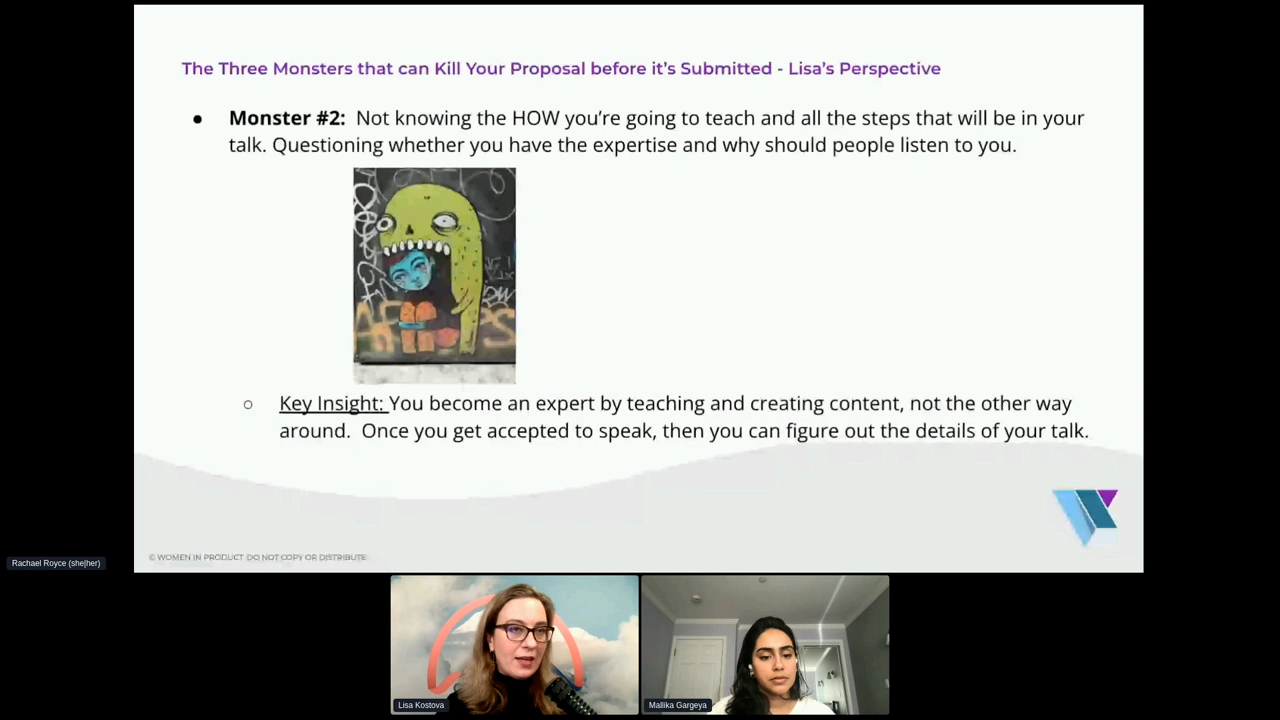 The Three Monsters that can Kill Your Proposal before it's Submitted - Lisa's Perspective
● Monster #2: Not knowing the HOW you're going to teach and all the steps that will be in your
talk. Questioning whether you have the expertise and why should people listen to you.
○ Key Insight: You become an expert by teaching and creating content, not the other way
around. Once you get accepted to speak, then you can figure out the details of your talk.
© WOMEN IN PRODUCT. DO NOT COPY OR DISTRIBUTE
Rachael Royce (she|her)
Lisa Kostova
Mallika Gargeya